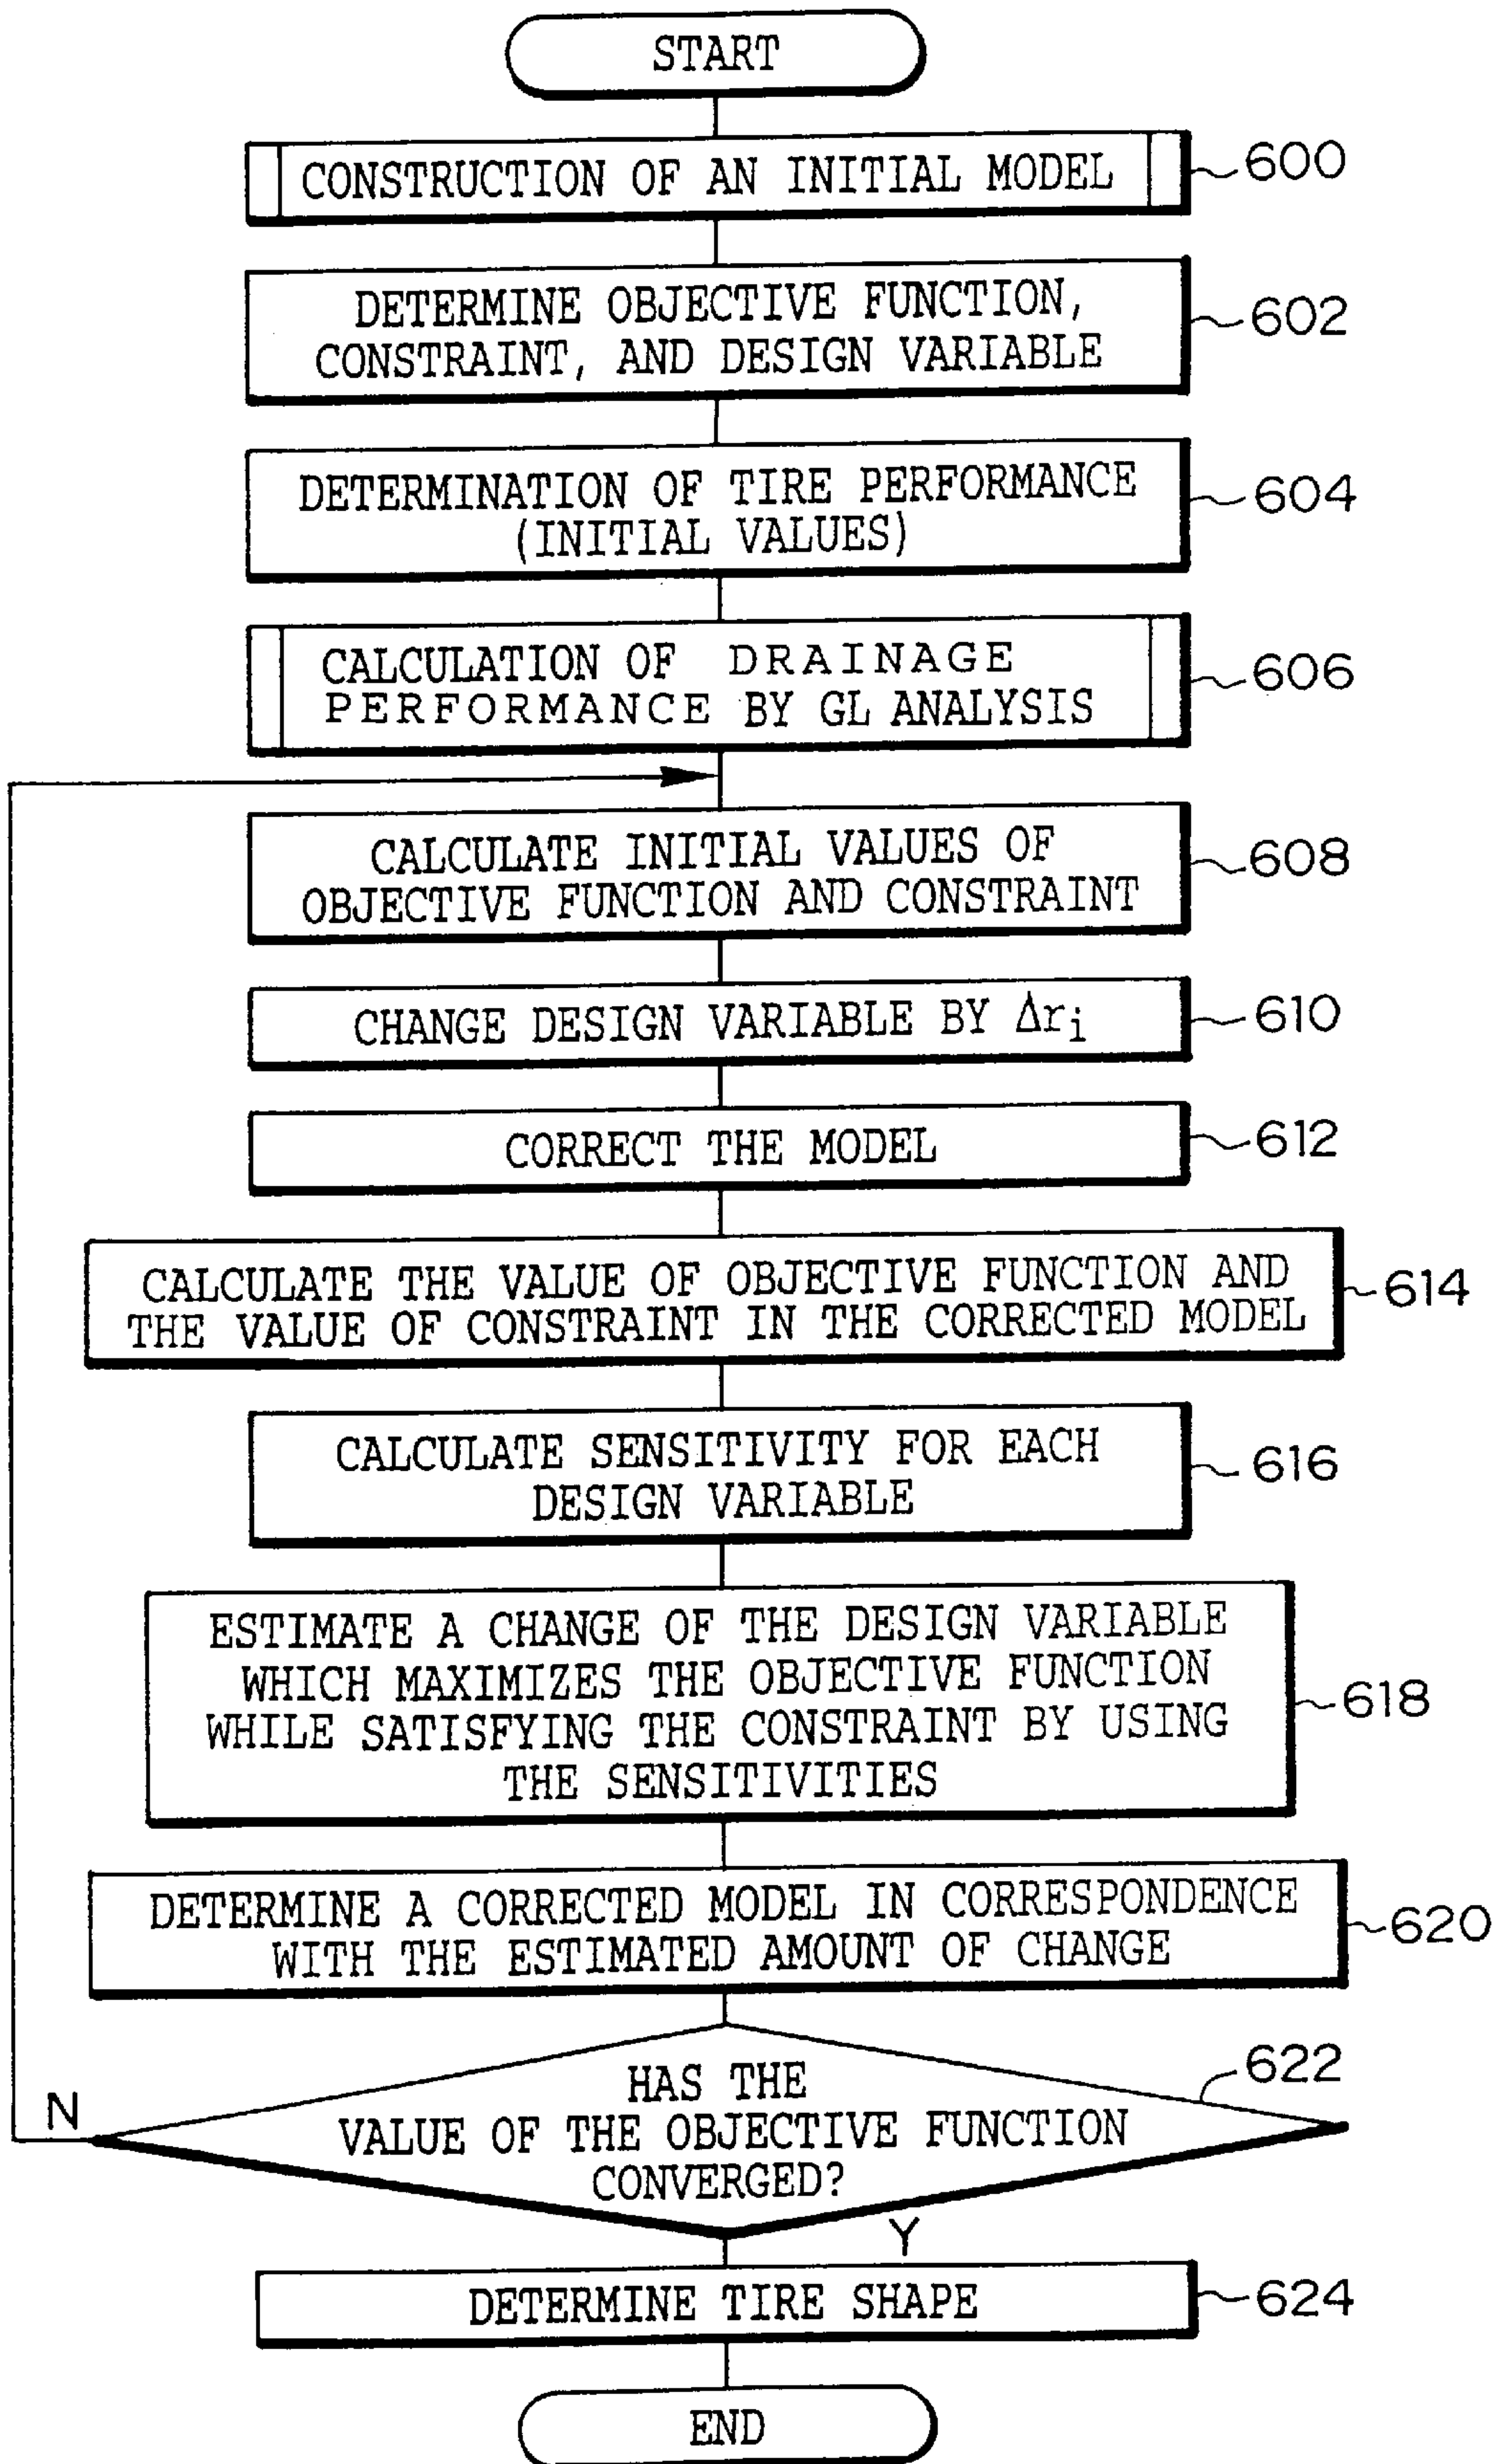 START
CONSTRUCTION OF AN INITIAL MODEL
600
DETERMINE OBJECTIVE FUNCTION,
CONSTRAINT, AND DESIGN VARIABLE
602
DETERMINATION OF TIRE PERFORMANCE
(INITIAL VALUES)
604
CALCULATION OF DRAINAGE
PERFORMANCE BY GL ANALYSIS
606
CALCULATE INITIAL VALUES OF
OBJECTIVE FUNCTION AND CONSTRAINT
608
CHANGE DESIGN VARIABLE BY Δri
610
CORRECT THE MODEL
612
CALCULATE THE VALUE OF OBJECTIVE FUNCTION AND
THE VALUE OF CONSTRAINT IN THE CORRECTED MODEL
614
CALCULATE SENSITIVITY FOR EACH
DESIGN VARIABLE
616
ESTIMATE A CHANGE OF THE DESIGN VARIABLE
WHICH MAXIMIZES THE OBJECTIVE FUNCTION
WHILE SATISFYING THE CONSTRAINT BY USING
THE SENSITIVITIES
618
DETERMINE A CORRECTED MODEL IN CORRESPONDENCE
WITH THE ESTIMATED AMOUNT OF CHANGE
620
HAS THE
VALUE OF THE OBJECTIVE FUNCTION
CONVERGED?
622
N
Y
DETERMINE TIRE SHAPE
624
END